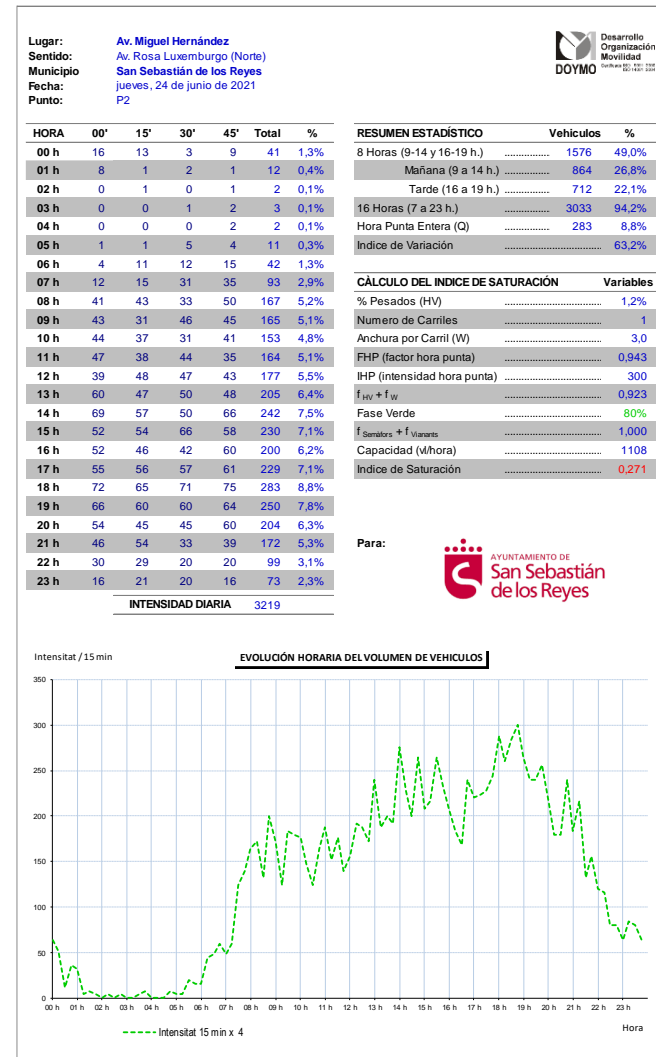 Lugar: Av. Miguel Hernández
Sentido: Av. Rosa Luxemburgo (Norte)
Municipio San Sebastián de los Reyes
Fecha: jueves, 24 de junio de 2021
Punto: P2
Desarrollo
Organización
Movilidad
DOYMO
HORA 00' 15' 30' 45' Total %
00 h 16 13 3 9 41 1,3%
01 h 8 1 2 1 12 0,4%
02 h 0 1 0 1 2 0,1%
03 h 0 0 1 2 3 0,1%
04 h 0 0 0 2 2 0,1%
05 h 1 1 5 4 11 0,3%
06 h 4 11 12 15 42 1,3%
07 h 12 15 31 35 93 2,9%
08 h 41 43 33 50 167 5,2%
09 h 43 31 46 45 165 5,1%
10 h 44 37 31 41 153 4,8%
11 h 47 38 44 35 164 5,1%
12 h 39 48 47 43 177 5,5%
13 h 60 47 50 48 205 6,4%
14 h 69 57 50 66 242 7,5%
15 h 52 54 66 58 230 7,1%
16 h 52 46 42 60 200 6,2%
17 h 55 56 57 61 229 7,1%
18 h 72 65 71 75 283 8,8%
19 h 66 60 60 64 250 7,8%
20 h 54 45 45 60 204 6,3%
21 h 46 54 33 39 172 5,3%
22 h 30 29 20 20 99 3,1%
23 h 16 21 20 16 73 2,3%
INTENSIDAD DIARIA 3219
RESUMEN ESTADÍSTICO Vehiculos %
8 Horas (9-14 y 16-19 h.) ................ 1576 49,0%
Mañana (9 a 14 h.) ................ 864 26,8%
Tarde (16 a 19 h.) ................ 712 22,1%
16 Horas (7 a 23 h.) ................ 3033 94,2%
Hora Punta Entera (Q) ................ 283 8,8%
Indice de Variación ................................ 63,2%
CÀLCULO DEL INDICE DE SATURACIÓN Variables
% Pesados (HV) ................................ 1,2%
Numero de Carriles ................................ 1
Anchura por Carril (W) ................................ 3,0
FHP (factor hora punta) ................................ 0,943
IHP (intensidad hora punta) ................................ 300
f HV + f W ................................ 0,923
Fase Verde ................................ 80%
f Semáfors + f Vianants ................................ 1,000
Capacidad (vl/hora) ................................ 1108
Indice de Saturación ................................ 0,271
Para:
AYUNTAMIENTO DE
San Sebastián
de los Reyes
Intensitat / 15 min
EVOLUCIÓN HORARIA DEL VOLUMEN DE VEHICULOS
350
300
250
200
150
100
50
0
00 h 01 h 02 h 03 h 04 h 05 h 06 h 07 h 08 h 09 h 10 h 11 h 12 h 13 h 14 h 15 h 16 h 17 h 18 h 19 h 20 h 21 h 22 h 23 h
Intensitat 15 min x 4
Hora